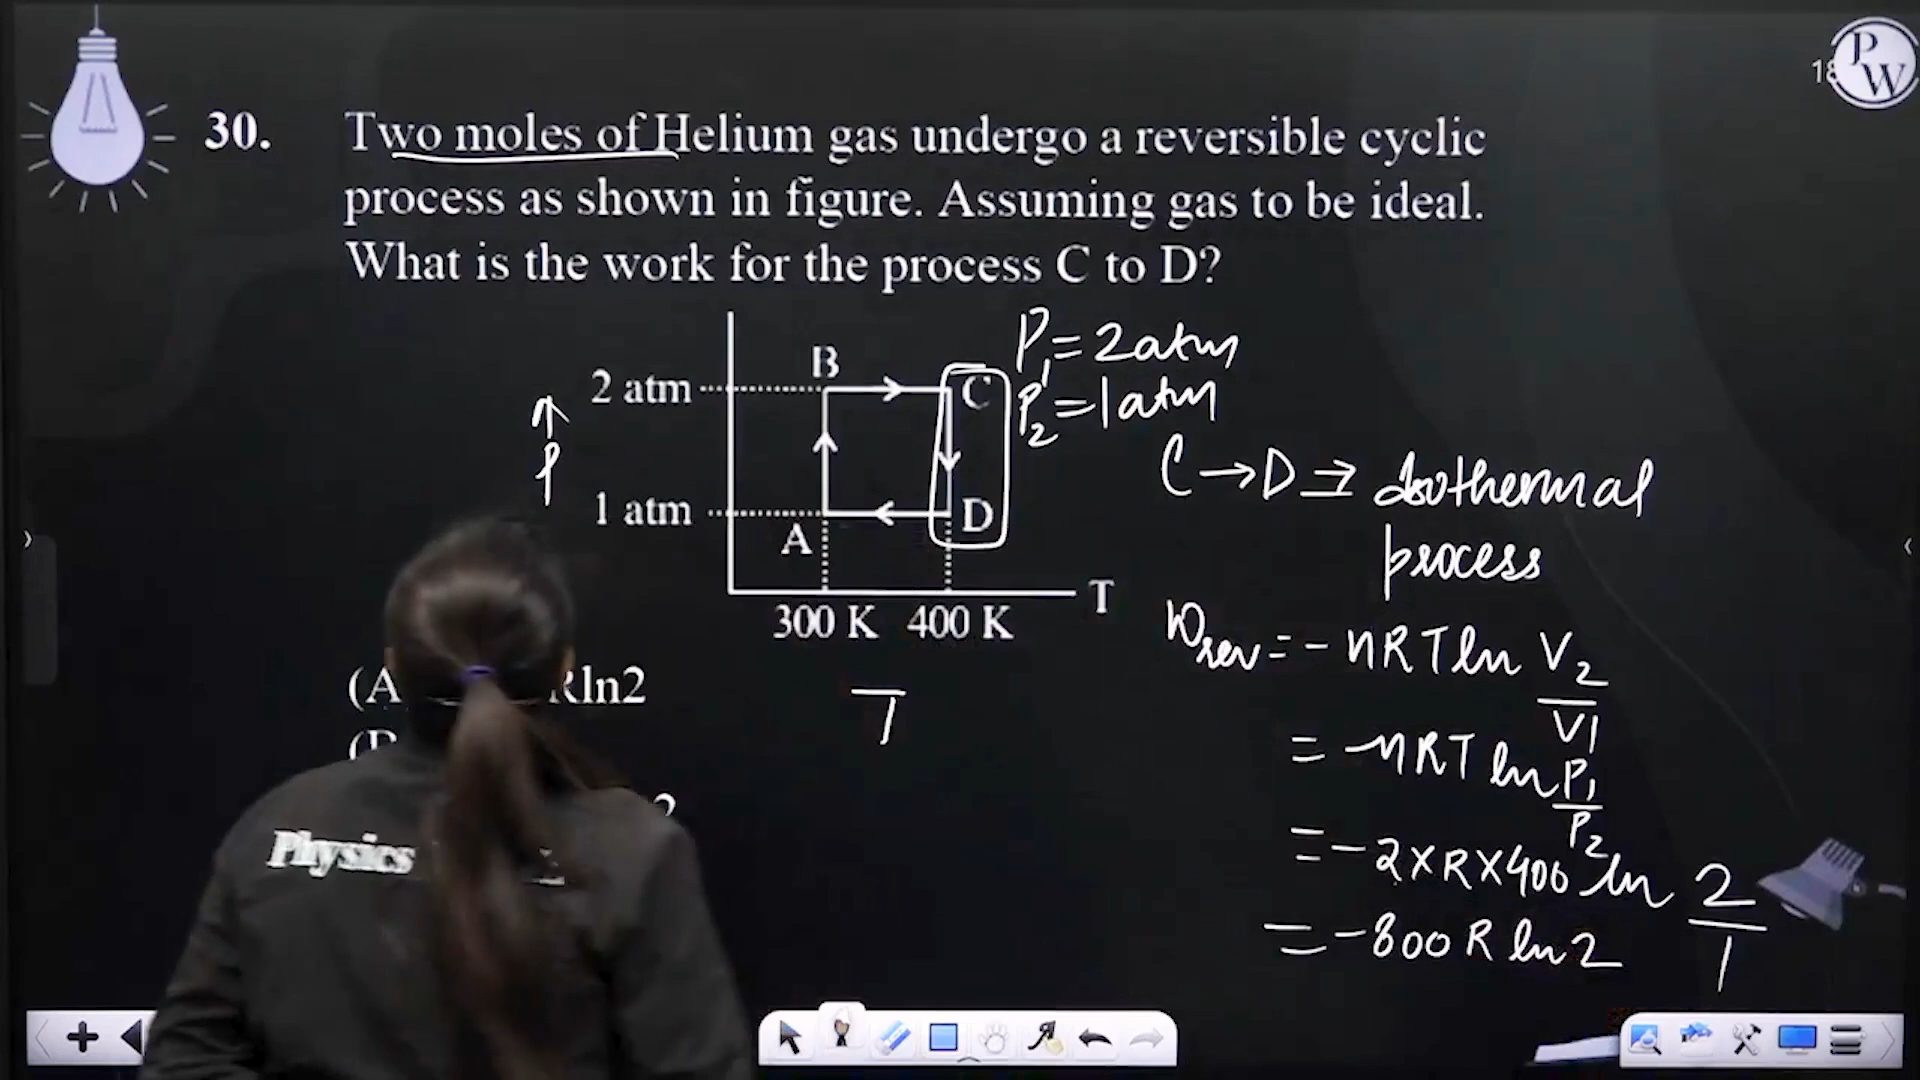 18
PW
30. Two moles of Helium gas undergo a reversible cyclic
process as shown in figure. Assuming gas to be ideal.
What is the work for the process C to D?
P₁ = 2atm
B
2 atm
C
P₂ = 1atm
P
C → D ⇒ Isothermal
process
1 atm
D
A
T
300 K 400 K
Wrev = - nRT ln V₂/V1
(A Rln2
T
= -nRT ln P₁/P₂
2
Physics
= -2×R×400 ln 2/1
= -800 R ln 2